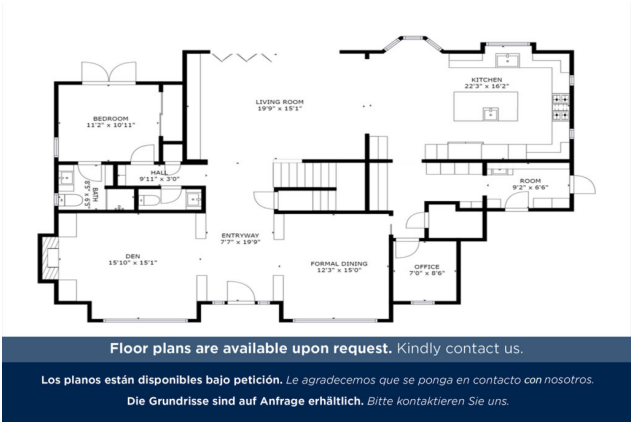 KITCHEN
22'3" × 16'2"
LIVING ROOM
19'9" × 15'1"
BEDROOM
11'2" × 10'11"
HALL
9'11" × 3'0"
BATH
8'5" × 6'5"
ROOM
9'2" × 6'6"
ENTRYWAY
7'7" × 19'9"
DEN
15'10" × 15'1"
FORMAL DINING
12'3" × 15'0"
OFFICE
7'0" × 8'6"
Floor plans are available upon request. Kindly contact us.
Los planos están disponibles bajo petición. Le agradecemos que se ponga en contacto con nosotros.
Die Grundrisse sind auf Anfrage erhältlich. Bitte kontaktieren Sie uns.